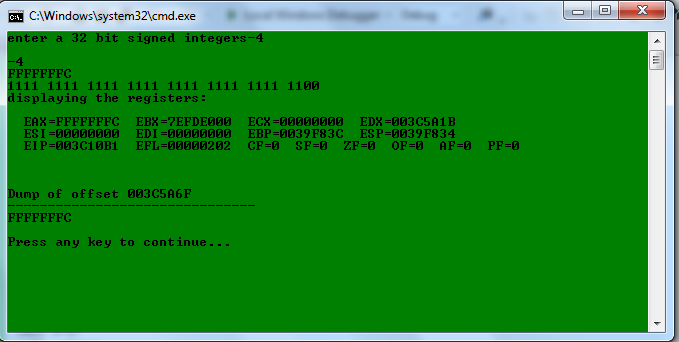 C:\Windows\system32\cmd.exe
enter a 32 bit signed integers-4
-4
FFFFFFFC
1111 1111 1111 1111 1111 1111 1111 1100
displaying the registers:
EAX=FFFFFFFC EBX=7EFDE000 ECX=00000000 EDX=003C5A1B
ESI=00000000 EDI=00000000 EBP=0039F83C ESP=0039F834
EIP=003C10B1 EFL=00000202 CF=0 SF=0 ZF=0 OF=0 AF=0 PF=0
Dump of offset 003C5A6F
-------------------------------
FFFFFFFC
Press any key to continue...